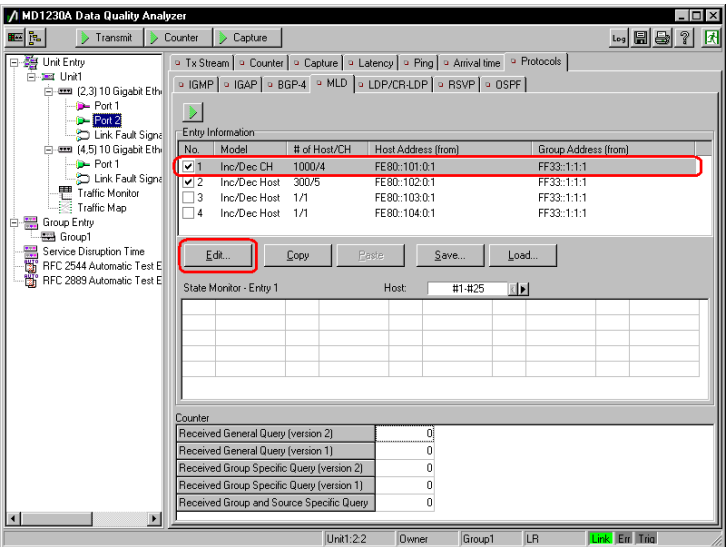 MD1230A Data Quality Analyzer
Transmit Counter Capture Log
Unit Entry
Unit1
(2,3) 10 Gigabit Eth
Port 1
Port 2
Link Fault Signa
(4,5) 10 Gigabit Eth
Port 1
Link Fault Signa
Traffic Monitor
Traffic Map
Group Entry
Group1
Service Disruption Time
RFC 2544 Automatic Test E
RFC 2889 Automatic Test E
Tx Stream Counter Capture Latency Ping Arrival time Protocols
IGMP IGAP BGP-4 MLD LDP/CR-LDP RSVP OSPF
Entry Information
No. Model # of Host/CH Host Address (from) Group Address (from)
1 Inc/Dec CH 1000/4 FE80::101:0:1 FF33::1:1:1
2 Inc/Dec Host 300/5 FE80::102:0:1 FF33::1:1:1
3 Inc/Dec Host 1/1 FE80::103:0:1 FF33::1:1:1
4 Inc/Dec Host 1/1 FE80::104:0:1 FF33::1:1:1
Edit... Copy Paste Save... Load...
State Monitor - Entry 1 Host: #1-#25
Counter
Received General Query (version 2) 0
Received General Query (version 1) 0
Received Group Specific Query (version 2) 0
Received Group Specific Query (version 1) 0
Received Group and Source Specific Query 0
Unit1:2:2 Owner Group1 LR Link Err Trig